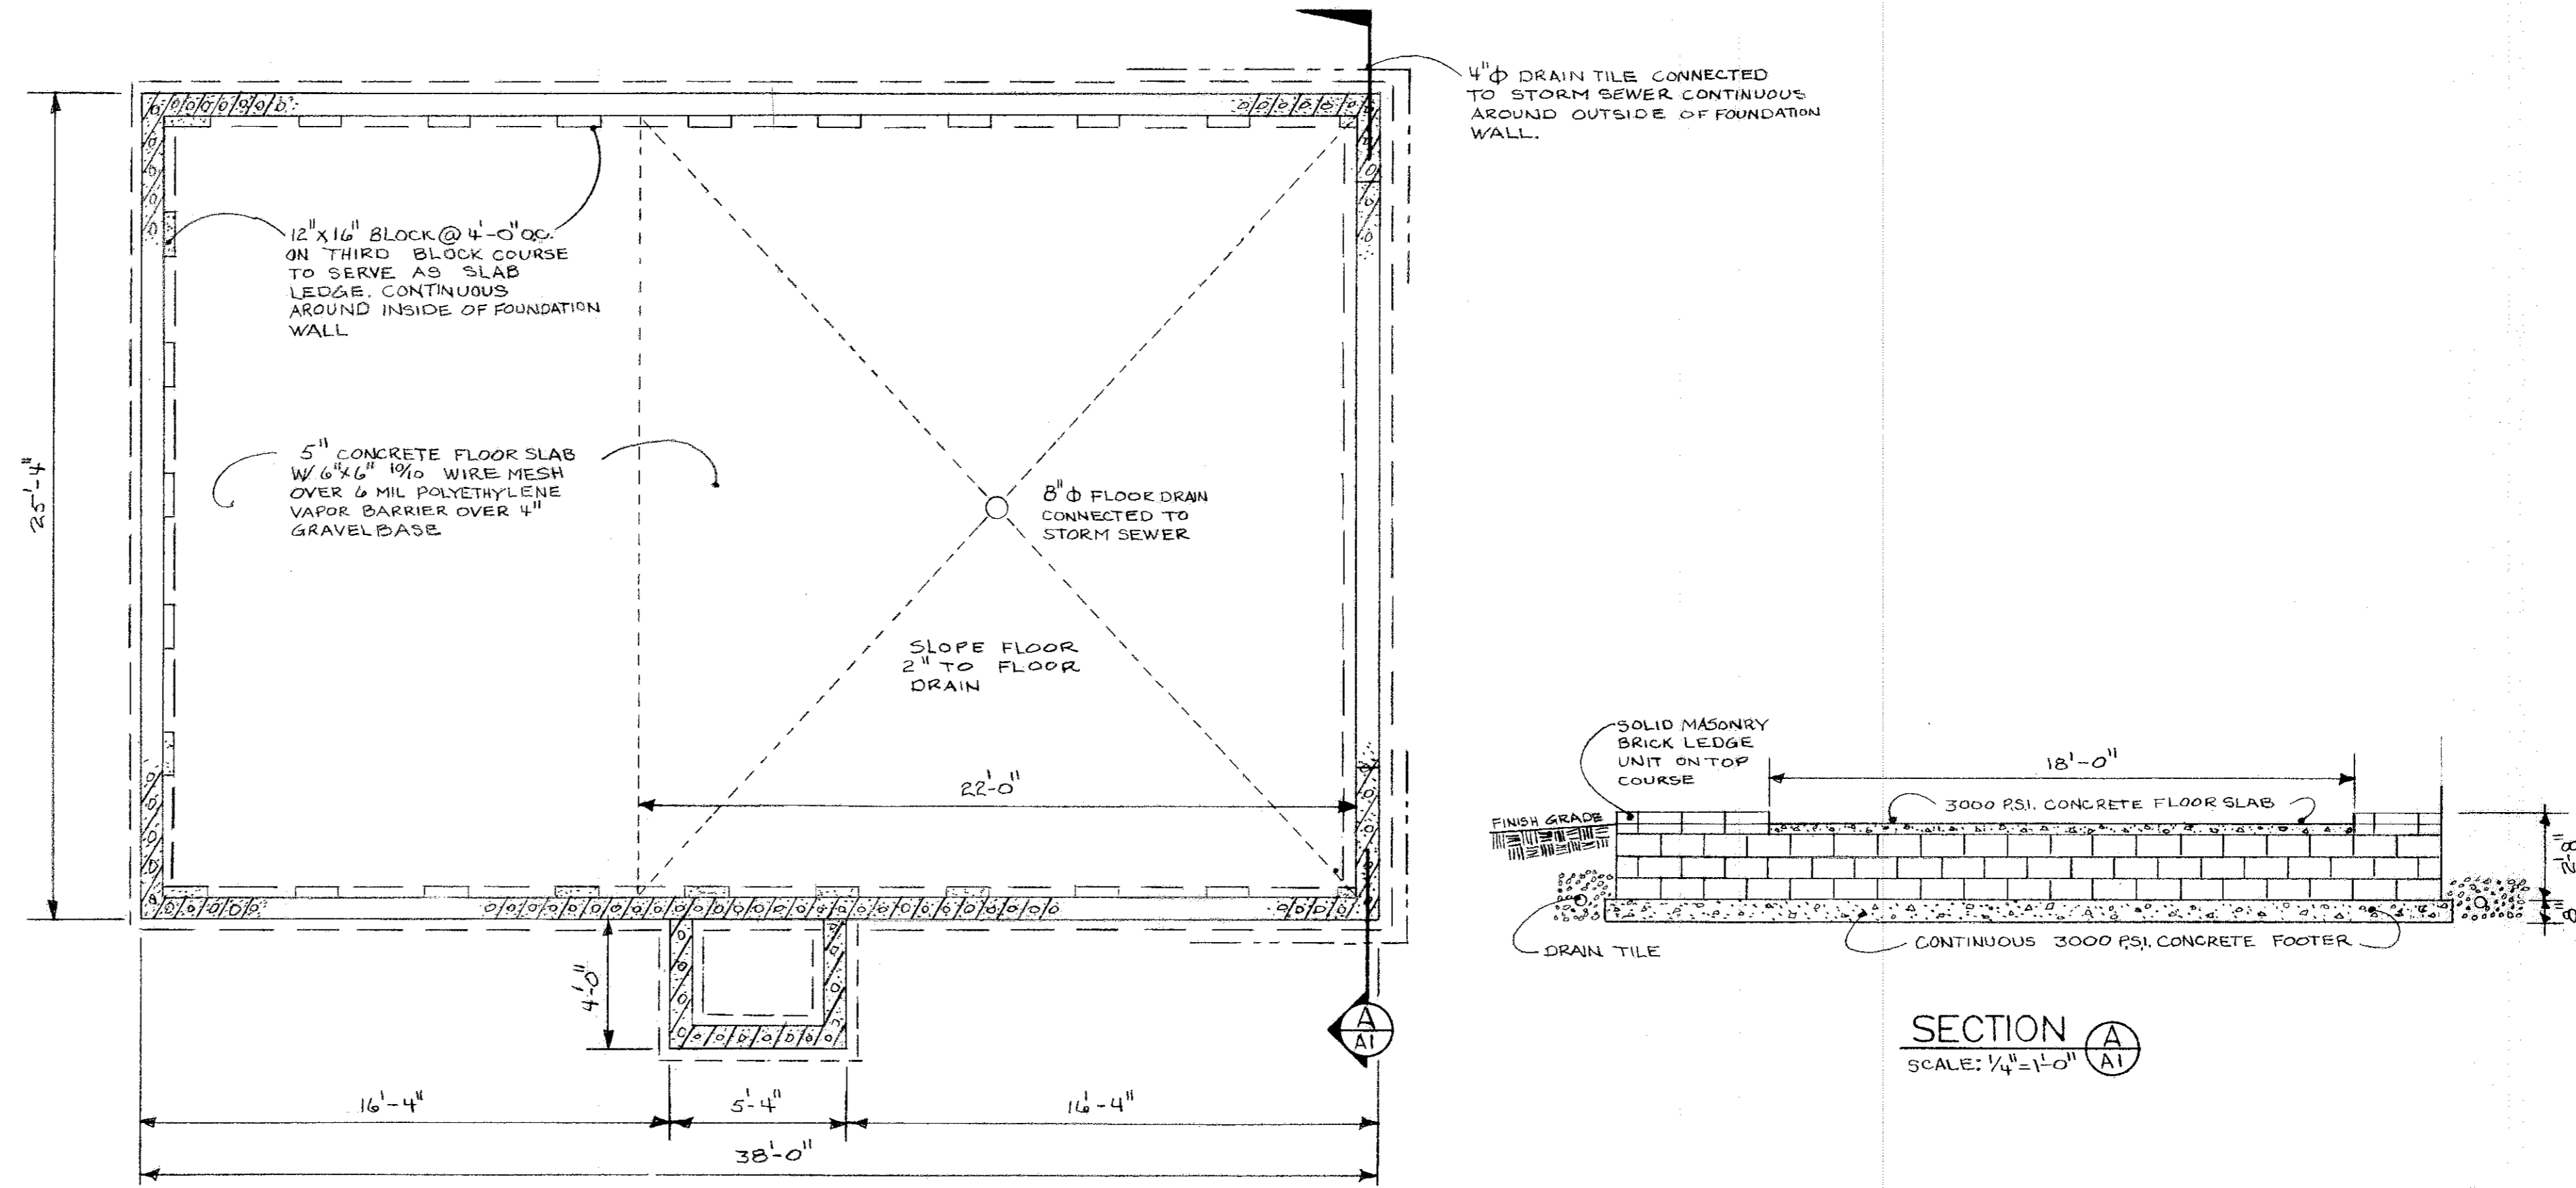 4"Φ DRAIN TILE CONNECTED
TO STORM SEWER CONTINUOUS
AROUND OUTSIDE OF FOUNDATION
WALL.
12"X16" BLOCK @ 4'-0" O.C.
ON THIRD BLOCK COURSE
TO SERVE AS SLAB
LEDGE. CONTINUOUS
AROUND INSIDE OF FOUNDATION
WALL
25'-4"
5" CONCRETE FLOOR SLAB
W/ 6"X6" 10/10 WIRE MESH
OVER 6 MIL POLYETHYLENE
VAPOR BARRIER OVER 4"
GRAVEL BASE
8"Φ FLOOR DRAIN
CONNECTED TO
STORM SEWER
SLOPE FLOOR
2" TO FLOOR
DRAIN
22'-0"
4'-0"
A
A1
16'-4"
5'-4"
16'-4"
38'-0"
SOLID MASONRY
BRICK LEDGE
UNIT ON TOP
COURSE
18'-0"
3000 P.S.I. CONCRETE FLOOR SLAB
FINISH GRADE
2'-8"
8"
DRAIN TILE
CONTINUOUS 3000 P.S.I. CONCRETE FOOTER
SECTION A
A1
SCALE: 1/4"=1'-0"